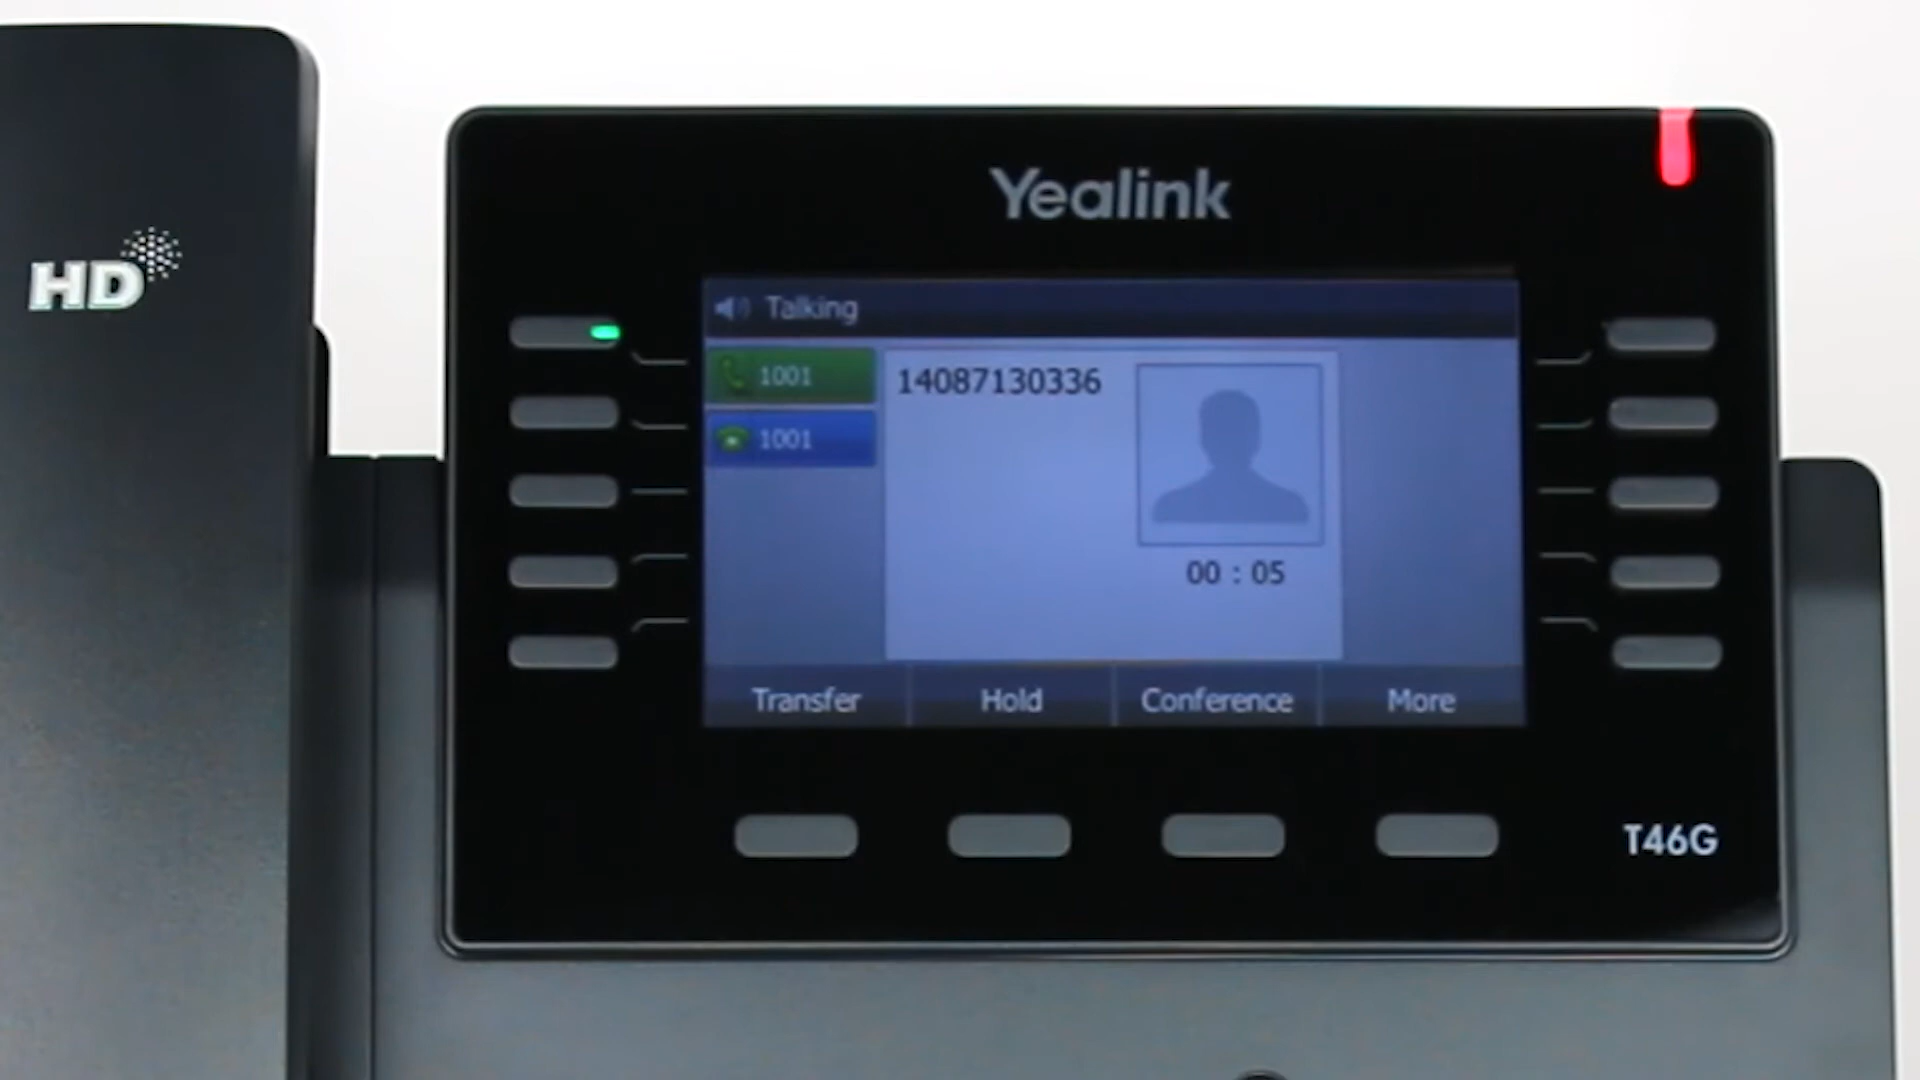 HD
Yealink
Talking
1001
14087130336
1001
00 : 05
Transfer
Hold
Conference
More
T46G